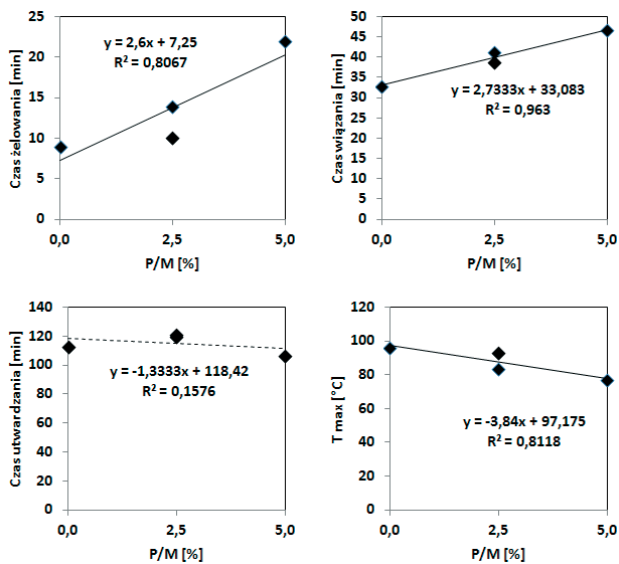 Czas żelowania [min]
25
20
15
10
5
0
y = 2,6x + 7,25
R² = 0,8067
0,0
2,5
5,0
P/M [%]
Czas wiązania [min]
50
45
40
35
30
25
20
15
10
5
0
y = 2,7333x + 33,083
R² = 0,963
0,0
2,5
5,0
P/M [%]
Czas utwardzania [min]
140
120
100
80
60
40
20
0
y = -1,3333x + 118,42
R² = 0,1576
0,0
2,5
5,0
P/M [%]
T max [°C]
120
100
80
60
40
20
0
y = -3,84x + 97,175
R² = 0,8118
0,0
2,5
5,0
P/M [%]